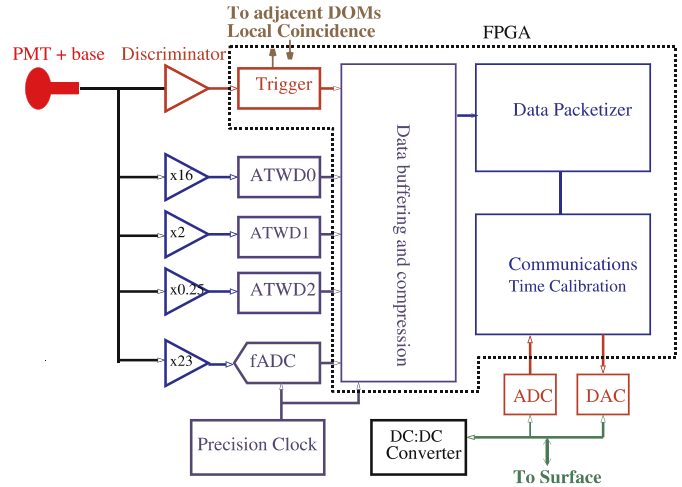 To adjacent DOMs
Local Coincidence
FPGA
PMT + base
Discriminator
Trigger
Data Packetizer
x16
ATWD0
x2
ATWD1
x0.25
ATWD2
x23
fADC
Data buffering and compression
Communications
Time Calibration
ADC
DAC
Precision Clock
DC:DC
Converter
To Surface